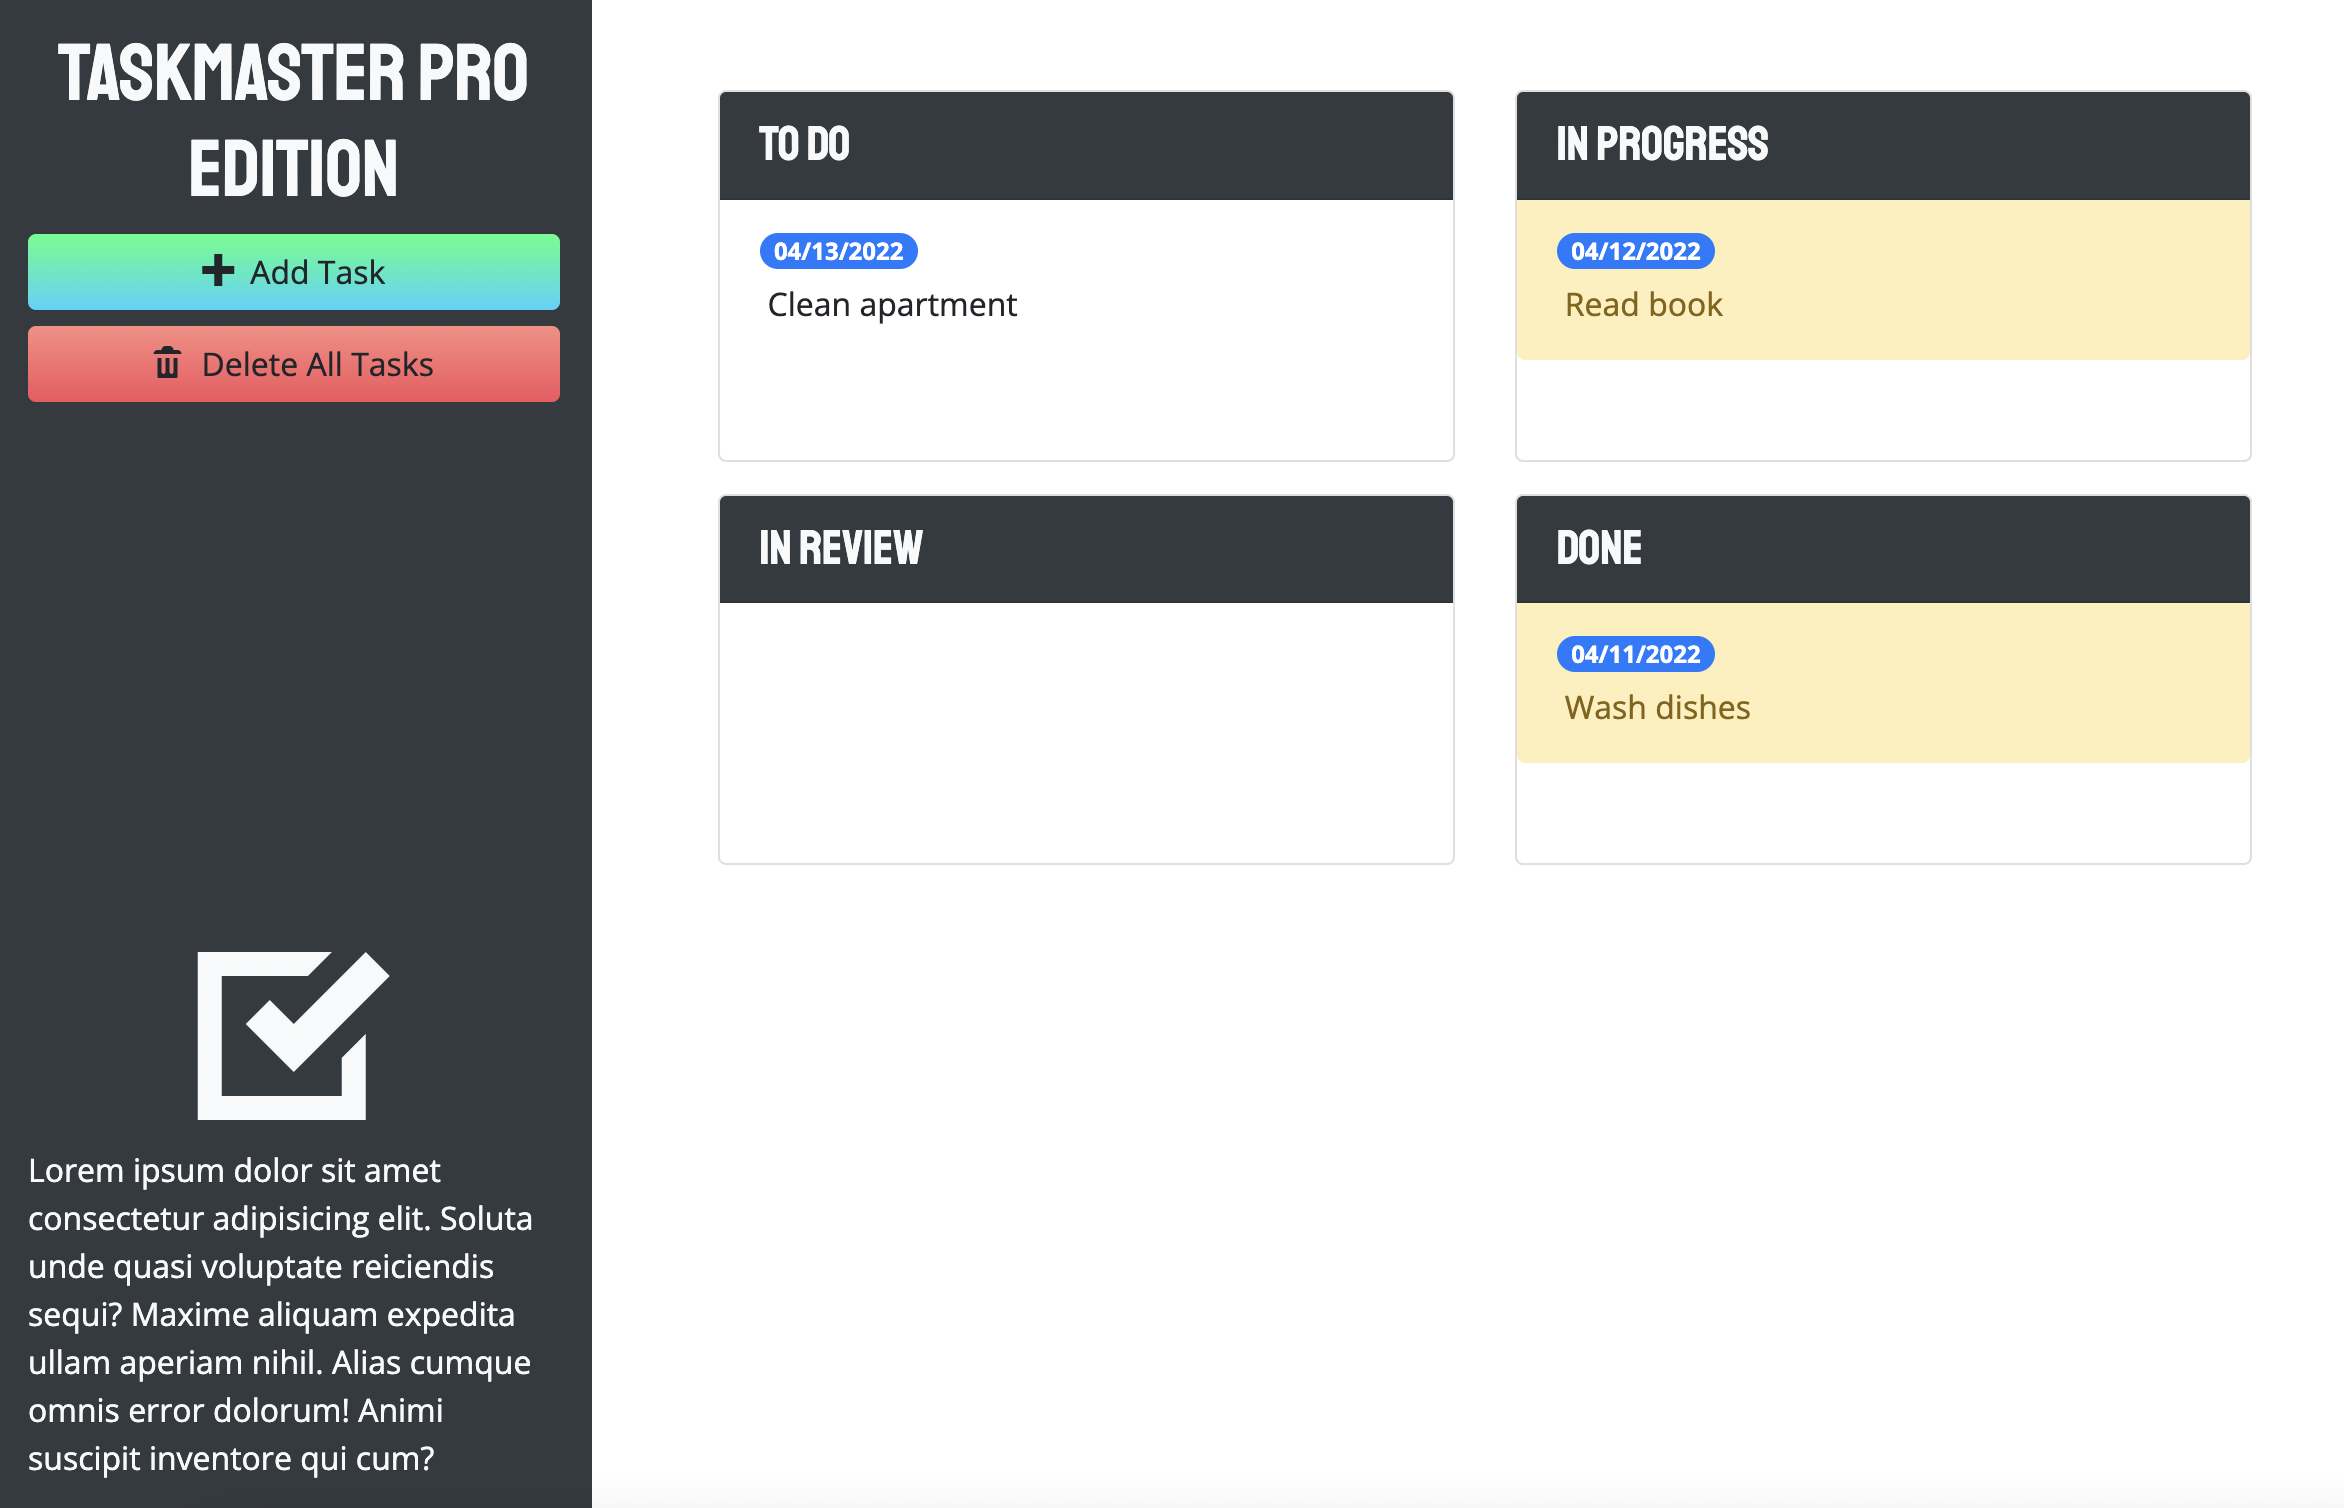 TASKMASTER PRO
EDITION
Add Task
Delete All Tasks
Lorem ipsum dolor sit amet
consectetur adipisicing elit. Soluta
unde quasi voluptate reiciendis
sequi? Maxime aliquam expedita
ullam aperiam nihil. Alias cumque
omnis error dolorum! Animi
suscipit inventore qui cum?
TO DO
04/13/2022
Clean apartment
IN PROGRESS
04/12/2022
Read book
IN REVIEW
DONE
04/11/2022
Wash dishes